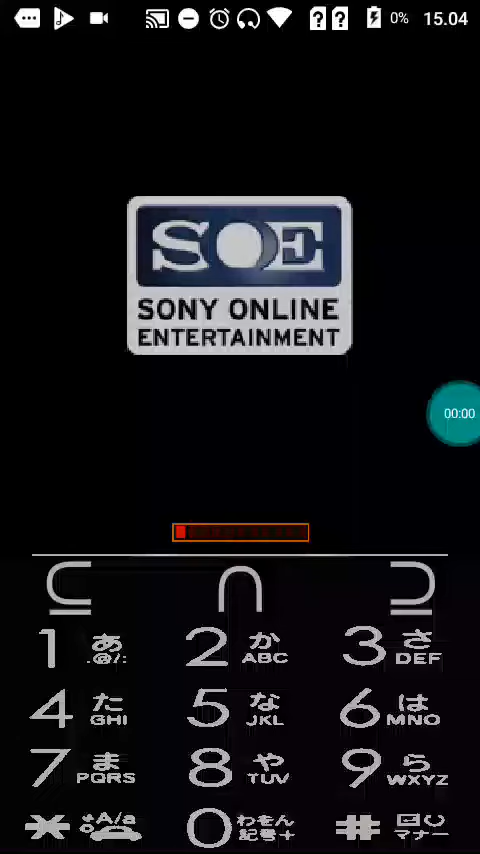 0% 15.04
SOE
SONY ONLINE
ENTERTAINMENT
00:00
1 あ .@/: 2 か ABC 3 さ DEF
4 た GHI 5 な JKL 6 は MNO
7 ま PQRS 8 や TUV 9 ら WXYZ
* A/a 0 わをん 記号+ # マナー